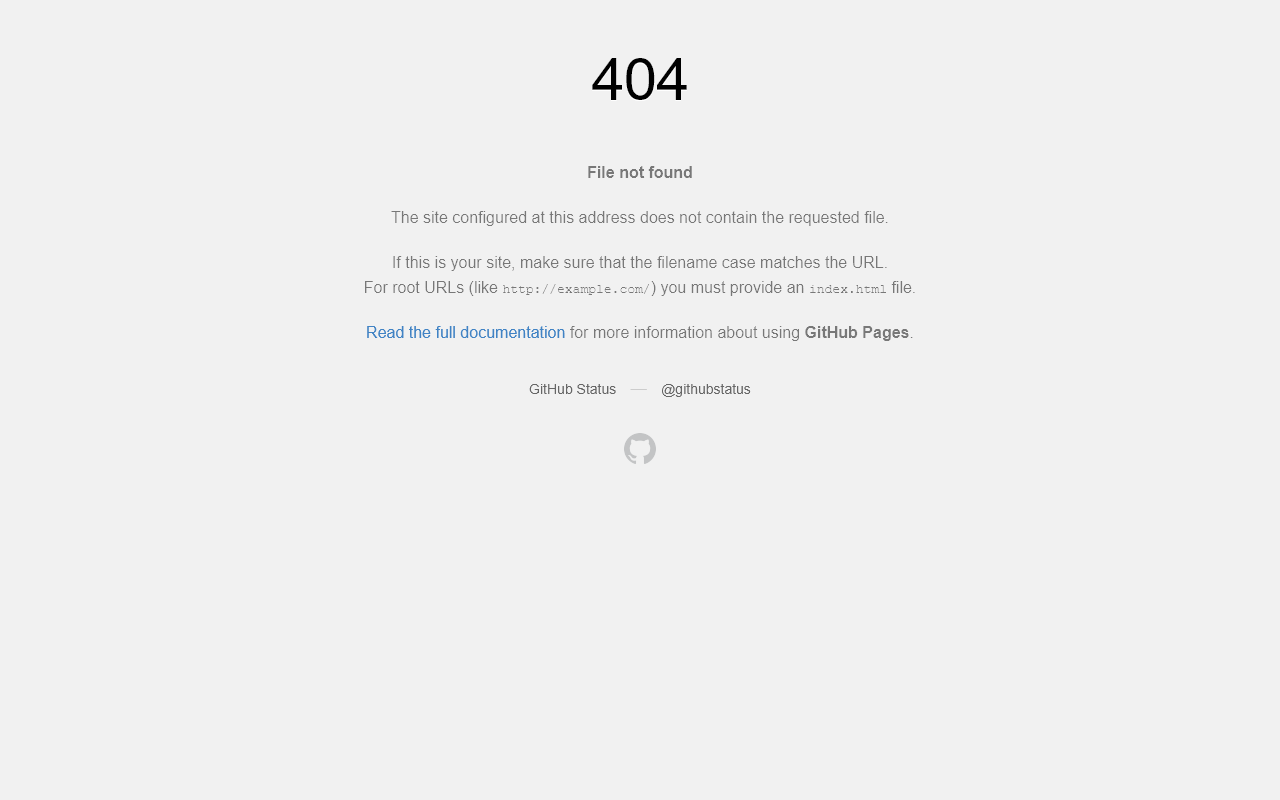 404
File not found
The site configured at this address does not contain the requested file.
If this is your site, make sure that the filename case matches the URL.
For root URLs (like http://example.com/) you must provide an index.html file.
Read the full documentation for more information about using GitHub Pages.
GitHub Status — @githubstatus